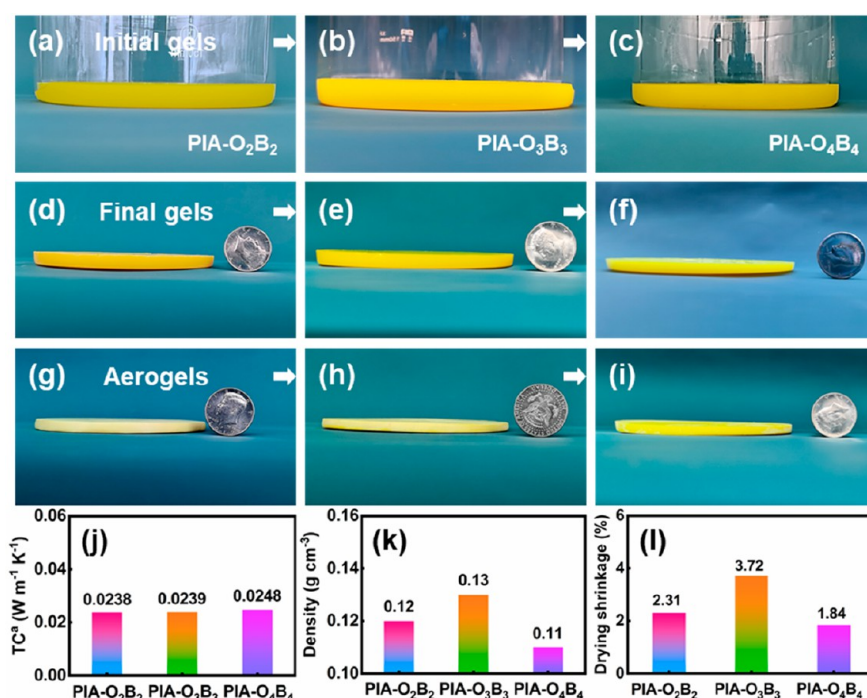 (a) Initial gels
PIA-O₂B₂
(b)
PIA-O₃B₃
(c)
PIA-O₄B₄
(d) Final gels
(e)
(f)
(g) Aerogels
(h)
(i)
(j)
TCᵃ (W m⁻¹ K⁻¹)
0.06
0.04
0.02
0.00
0.0238
0.0239
0.0248
PIA-O₂B₂
PIA-O₃B₃
PIA-O₄B₄
(k)
Density (g cm⁻³)
0.16
0.14
0.12
0.10
0.12
0.13
0.11
PIA-O₂B₂
PIA-O₃B₃
PIA-O₄B₄
(l)
Drying shrinkage (%)
6
4
2
0
2.31
3.72
1.84
PIA-O₂B₂
PIA-O₃B₃
PIA-O₄B₄